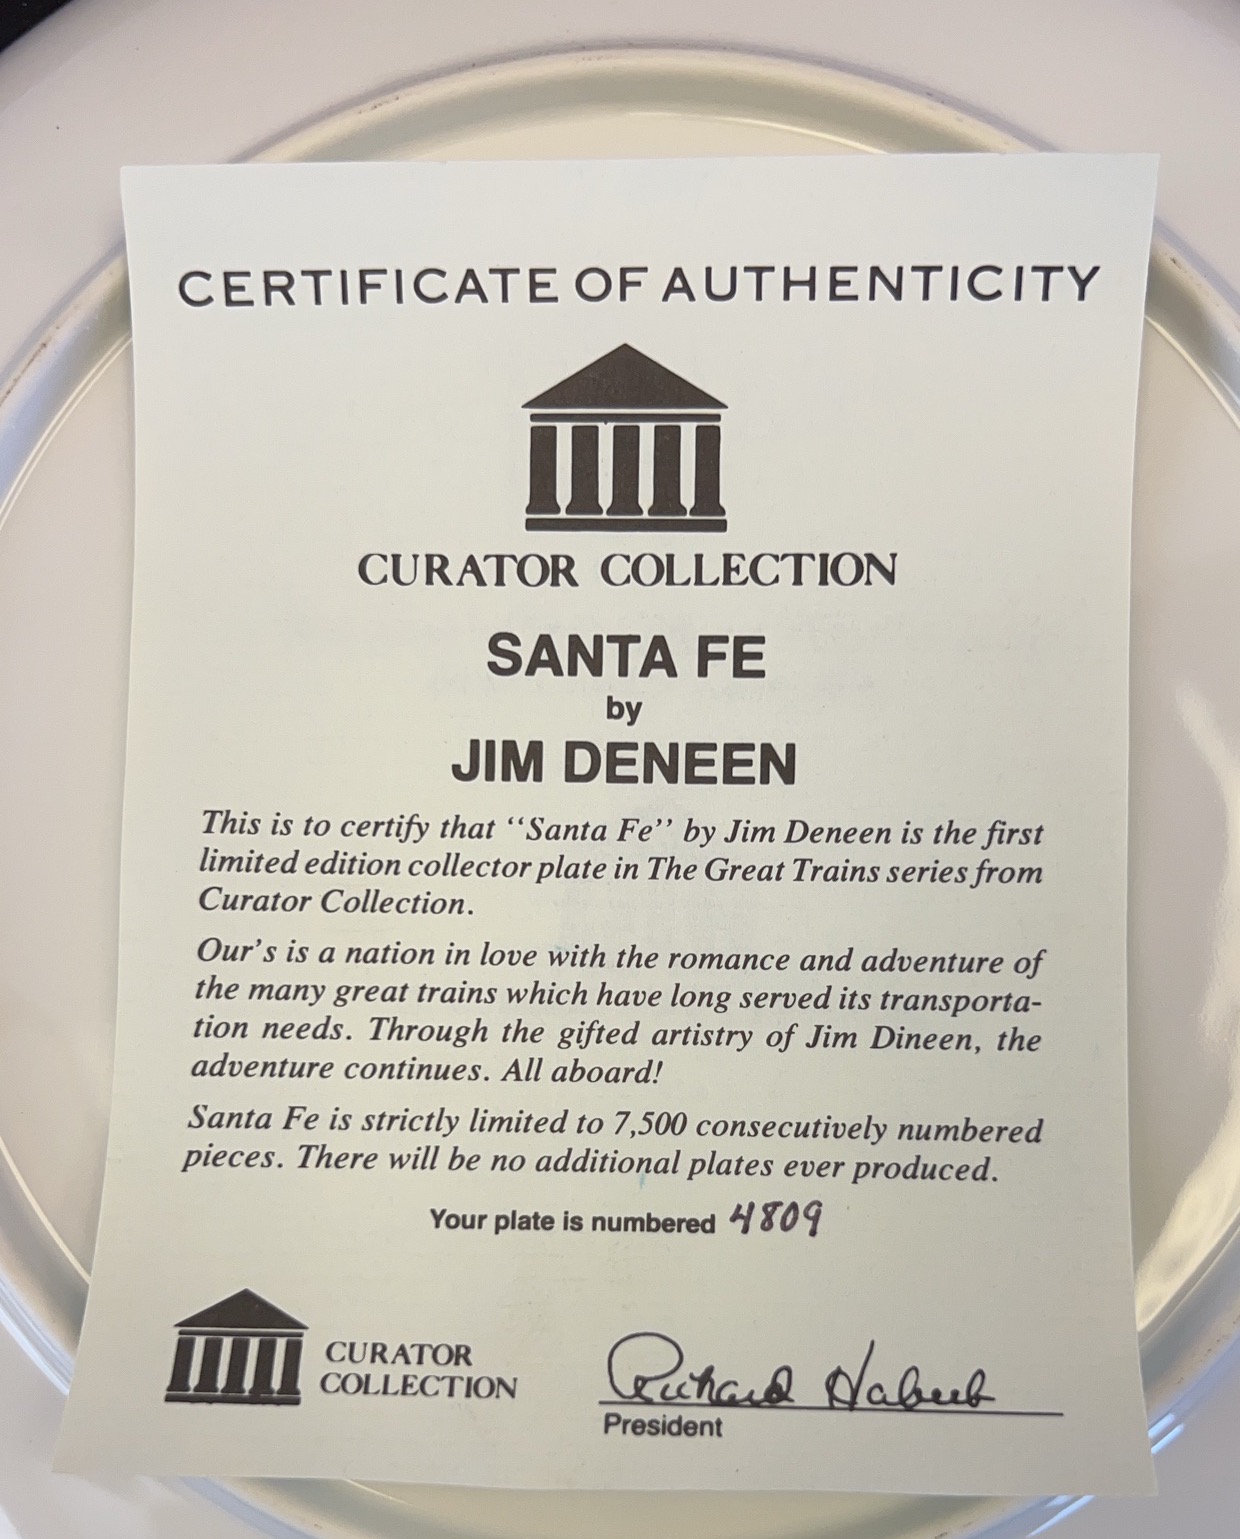 CERTIFICATE OF AUTHENTICITY
CURATOR COLLECTION
SANTA FE
by
JIM DENEEN
This is to certify that “Santa Fe” by Jim Deneen is the first
limited edition collector plate in The Great Trains series from
Curator Collection.
Our’s is a nation in love with the romance and adventure of
the many great trains which have long served its transporta-
tion needs. Through the gifted artistry of Jim Dineen, the
adventure continues. All aboard!
Santa Fe is strictly limited to 7,500 consecutively numbered
pieces. There will be no additional plates ever produced.
Your plate is numbered 4809
CURATOR
COLLECTION
Richard Habeeb
President